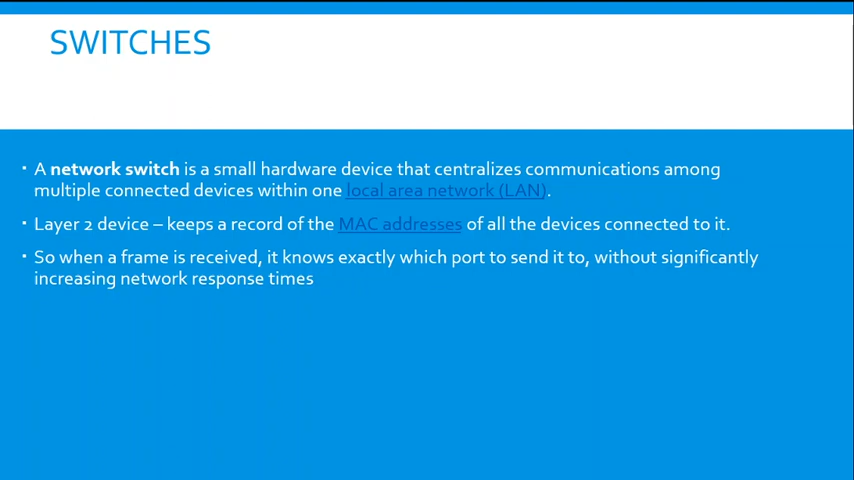 SWITCHES
▪ A network switch is a small hardware device that centralizes communications among
multiple connected devices within one local area network (LAN).
▪ Layer 2 device – keeps a record of the MAC addresses of all the devices connected to it.
▪ So when a frame is received, it knows exactly which port to send it to, without significantly
increasing network response times